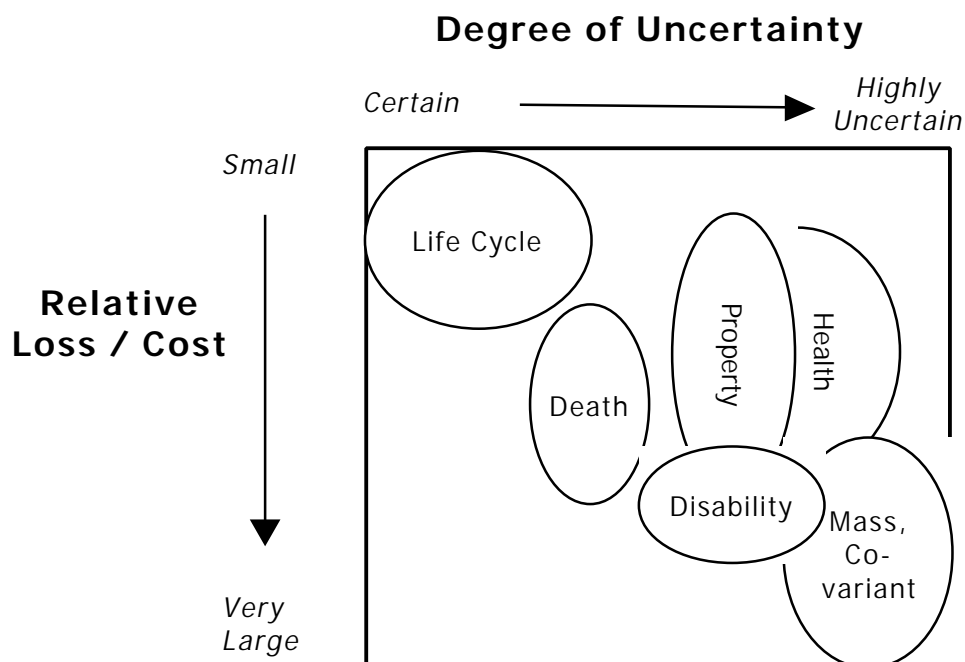 Degree of Uncertainty
Certain
Highly
Uncertain
Small
Relative
Loss / Cost
Very
Large
Life Cycle
Death
Property
Health
Disability
Mass,
Co-
variant